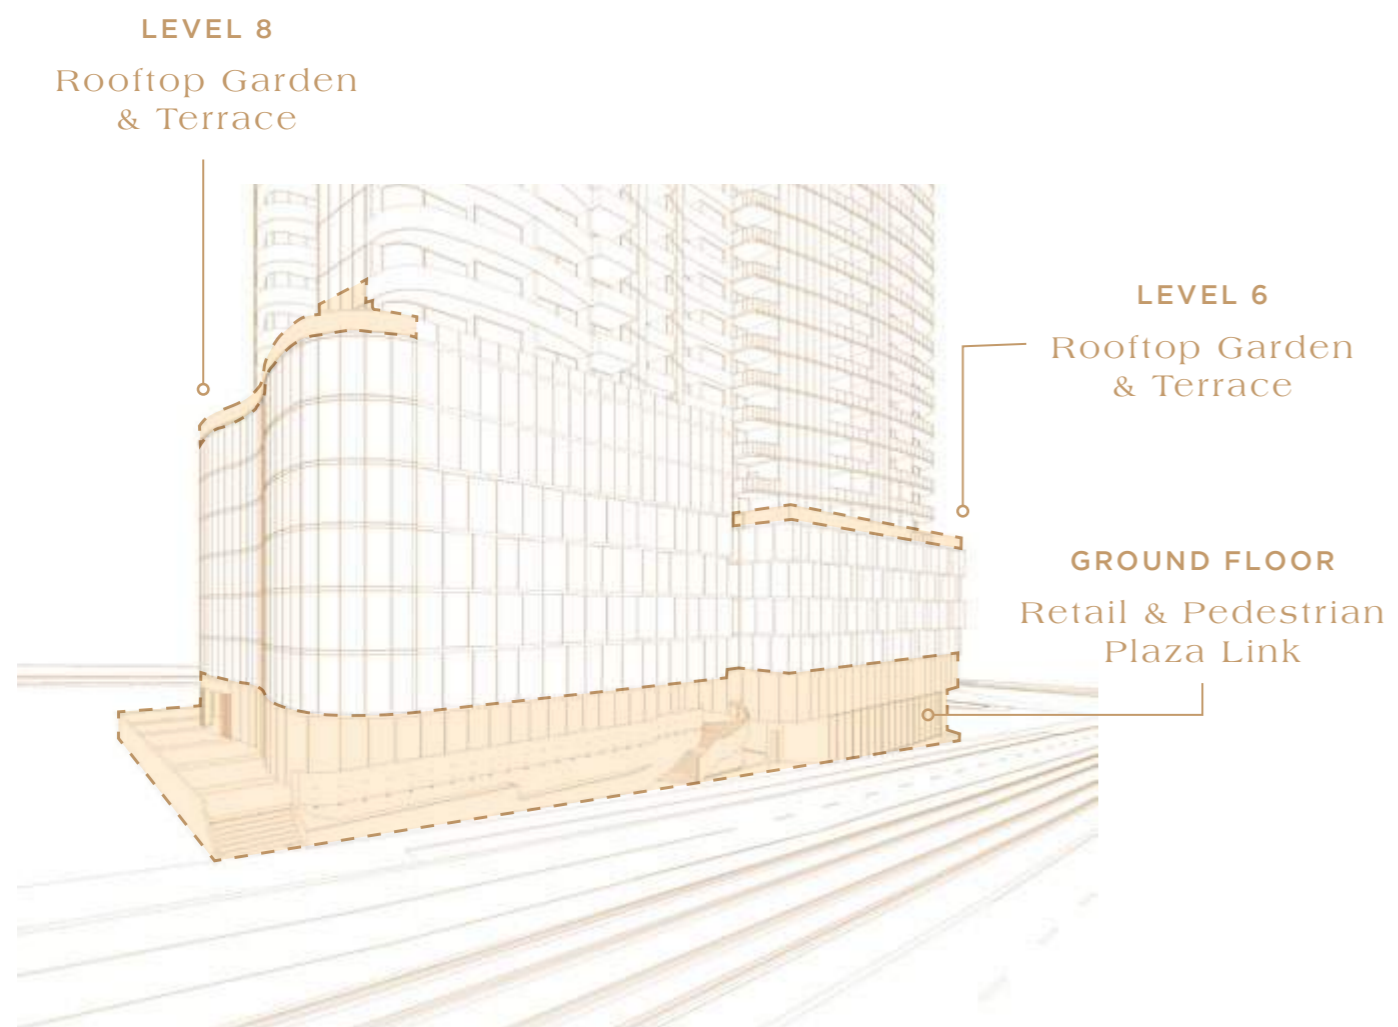 LEVEL 8
Rooftop Garden
& Terrace
LEVEL 6
Rooftop Garden
& Terrace
GROUND FLOOR
Retail & Pedestrian
Plaza Link